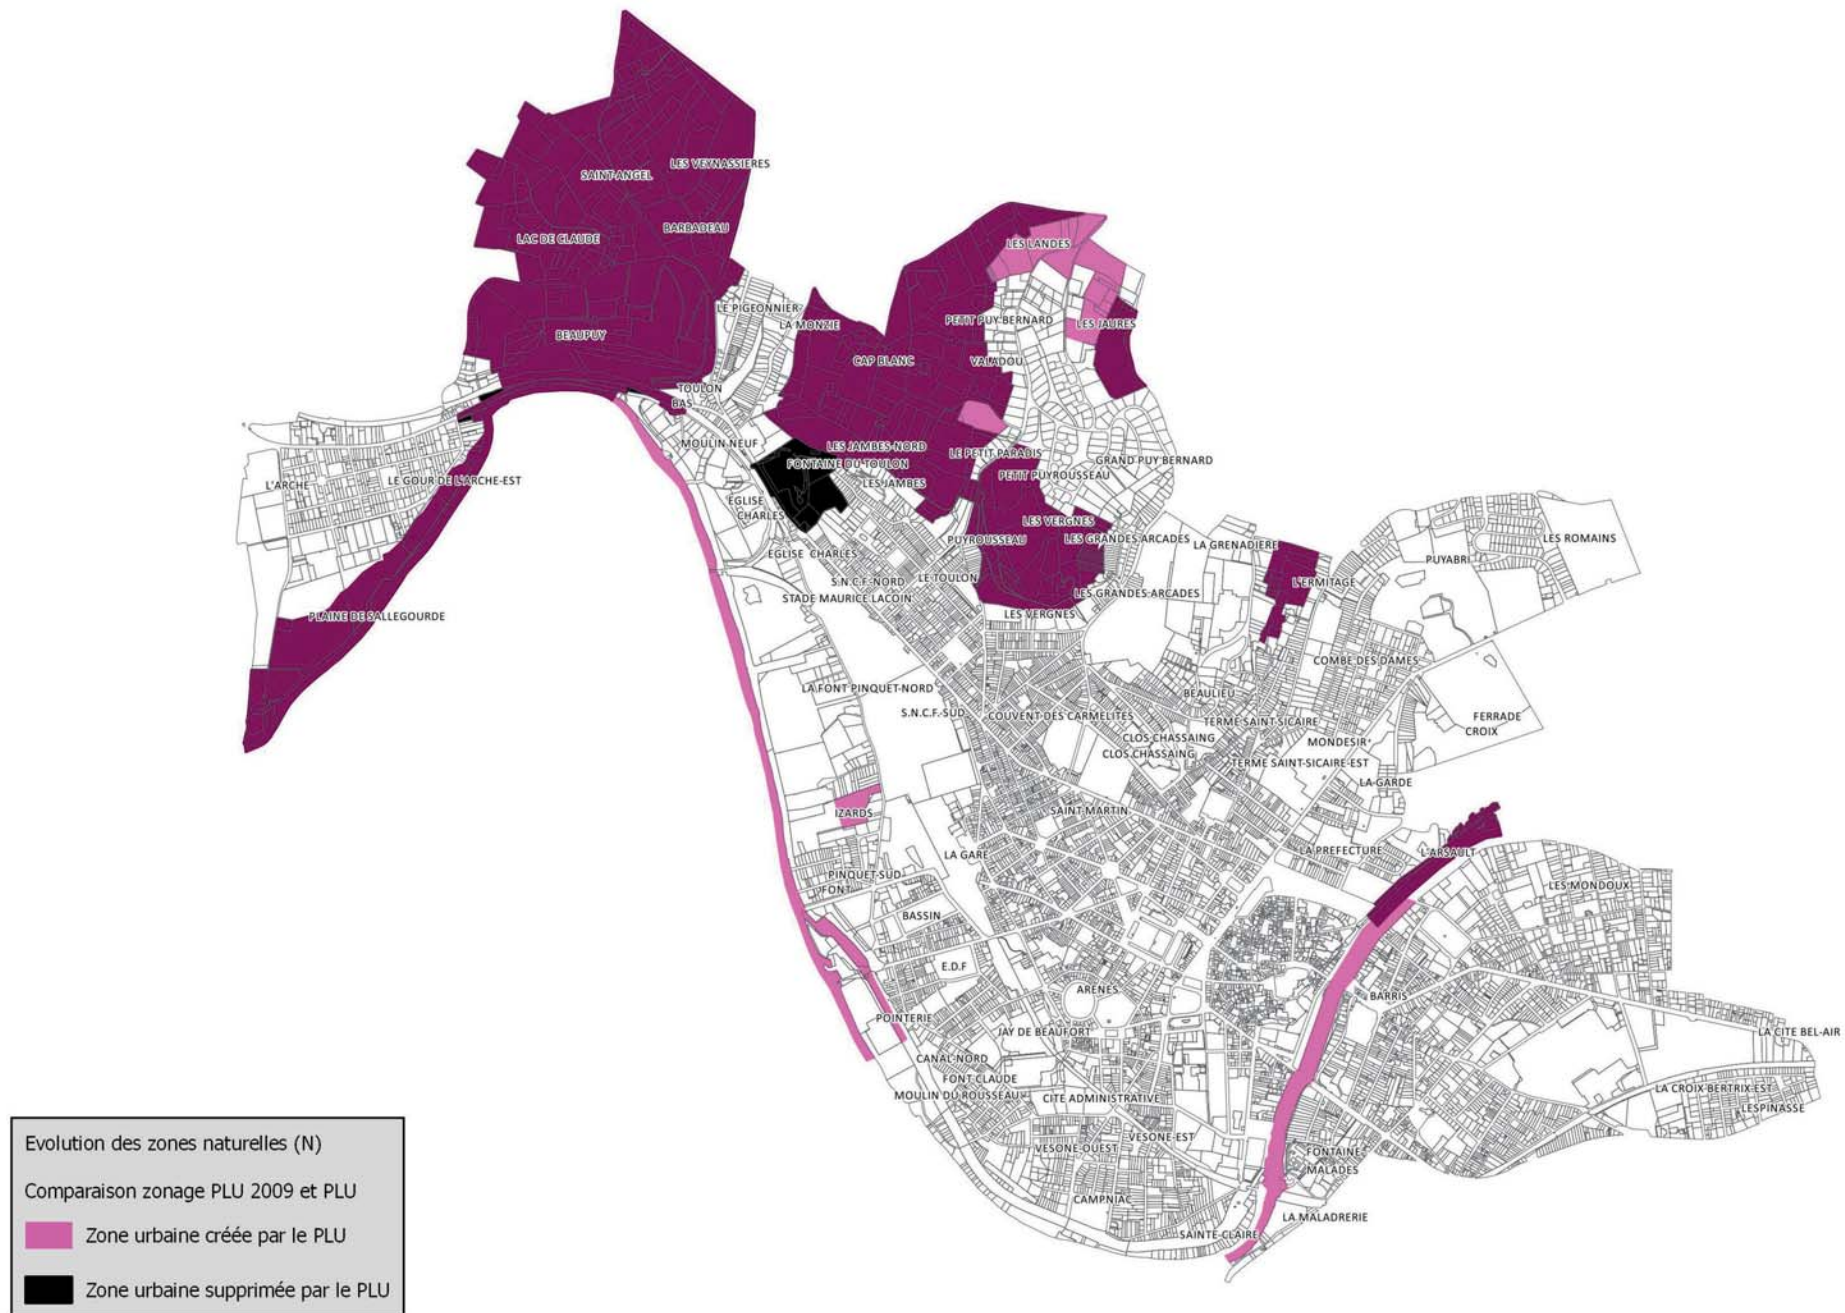 SAINT-ANGEL
LES VEYNASSIERES
LAC DE CLAUDE
BARBADEAU
LES LANDES
LE PIGEONNIER
LA MONZIE
PETIT PUY-BERNARD
LES JAURES
BEAUPUY
CAP BLANC
VALADOU
TOULON
BAS
MOULIN NEUF
LES JAMBES-NORD
LE PETIT PARADIS
GRAND PUY-BERNARD
FONTAINE DU TOULON
LES JAMBES
PETIT PUYROUSSEAU
L'ARCHE
LE GOUR DE L'ARCHE-EST
EGLISE
CHARLES
LES VERGNES
PUYROUSSEAU
LES GRANDES ARCADES
LA GRENADIERE
LES ROMAINS
PUYABRI
EGLISE CHARLES
S.N.C.F.-NORD
LE TOULON
L'ERMITAGE
STADE MAURICE LACOIN
LES GRANDES-ARCADES
LES VERGNES
PLAINE DE SALLEGOURDE
COMBE DES DAMES
LA FONT PINQUET-NORD
BEAULIEU
S.N.C.F.-SUD
COUVENT DES CARMELITES
TERME SAINT-SICAIRE
FERRADE
CROIX
CLOS CHASSAING
MONDESIR
CLOS CHASSAING
TERME SAINT-SICAIRE-EST
LA GARDE
IZARDS
SAINT-MARTIN
LA GARE
LA PREFECTURE
L'ARSAULT
PINQUET-SUD
FONT
LES MONDOUX
BASSIN
E.D.F
ARENES
BARRIS
POINTERIE
JAY DE BEAUFORT
LA CITE BEL-AIR
CANAL-NORD
FONT CLAUDE
LA CROIX BERTRIX-EST
MOULIN DU ROUSSEAU
CITE ADMINISTRATIVE
LESPINASSE
VESONE-EST
VESONE-OUEST
FONTAINE
MALADES
CAMPNIAC
LA MALADRERIE
SAINTE-CLAIRE
Evolution des zones naturelles (N)
Comparaison zonage PLU 2009 et PLU
Zone urbaine créée par le PLU
Zone urbaine supprimée par le PLU